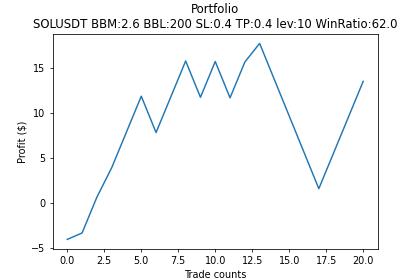 Portfolio
SOLUSDT BBM:2.6 BBL:200 SL:0.4 TP:0.4 lev:10 WinRatio:62.0
15
10
5
0
−5
Profit ($)
0.0 2.5 5.0 7.5 10.0 12.5 15.0 17.5 20.0
Trade counts